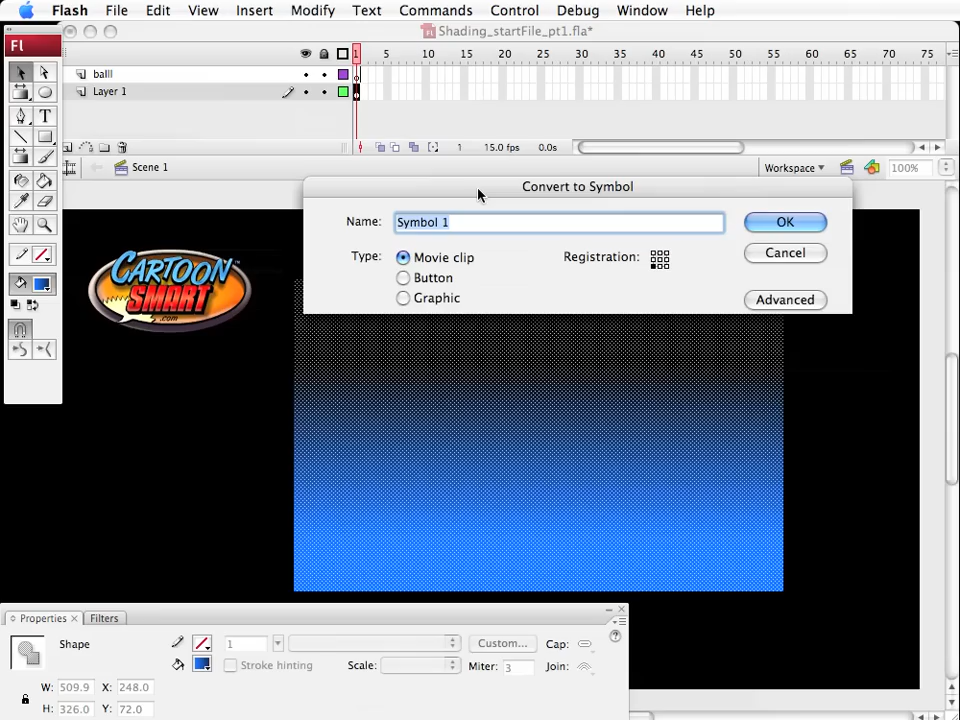 Flash File Edit View Insert Modify Text Commands Control Debug Window Help
Shading_startFile_pt1.fla*
Fl
1 5 10 15 20 25 30 35 40 45 50 55 60 65 70 75
balll
Layer 1
1 15.0 fps 0.0s
Scene 1 Workspace 100%
Convert to Symbol
Name: Symbol 1 OK
Type: Movie clip Registration: Cancel
Button
Graphic Advanced
CARTOON
SMART
.com
TM
Properties Filters
Shape 1 Custom... Cap:
Stroke hinting Scale: Miter: 3 Join:
W: 509.9 X: 248.0
H: 326.0 Y: 72.0